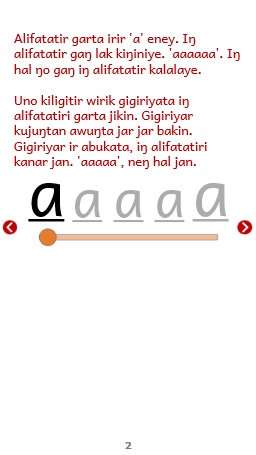 Alifatatir garta irir 'a' eney. Iŋ
alifatatir gaŋ lak kiŋiniye. 'aaaaaa'. Iŋ
hal ŋo gaŋ iŋ alifatatir kalalaye.
Uno kiligitir wirik gigiriyata iŋ
alifatatiri garta jikin. Gigiriyar
kujuŋtan awuŋta jar jar bakin.
Gigiriyar ir abukata, iŋ alifatatiri
kanar jan. 'aaaaa', neŋ hal jan.
a a a a a
2